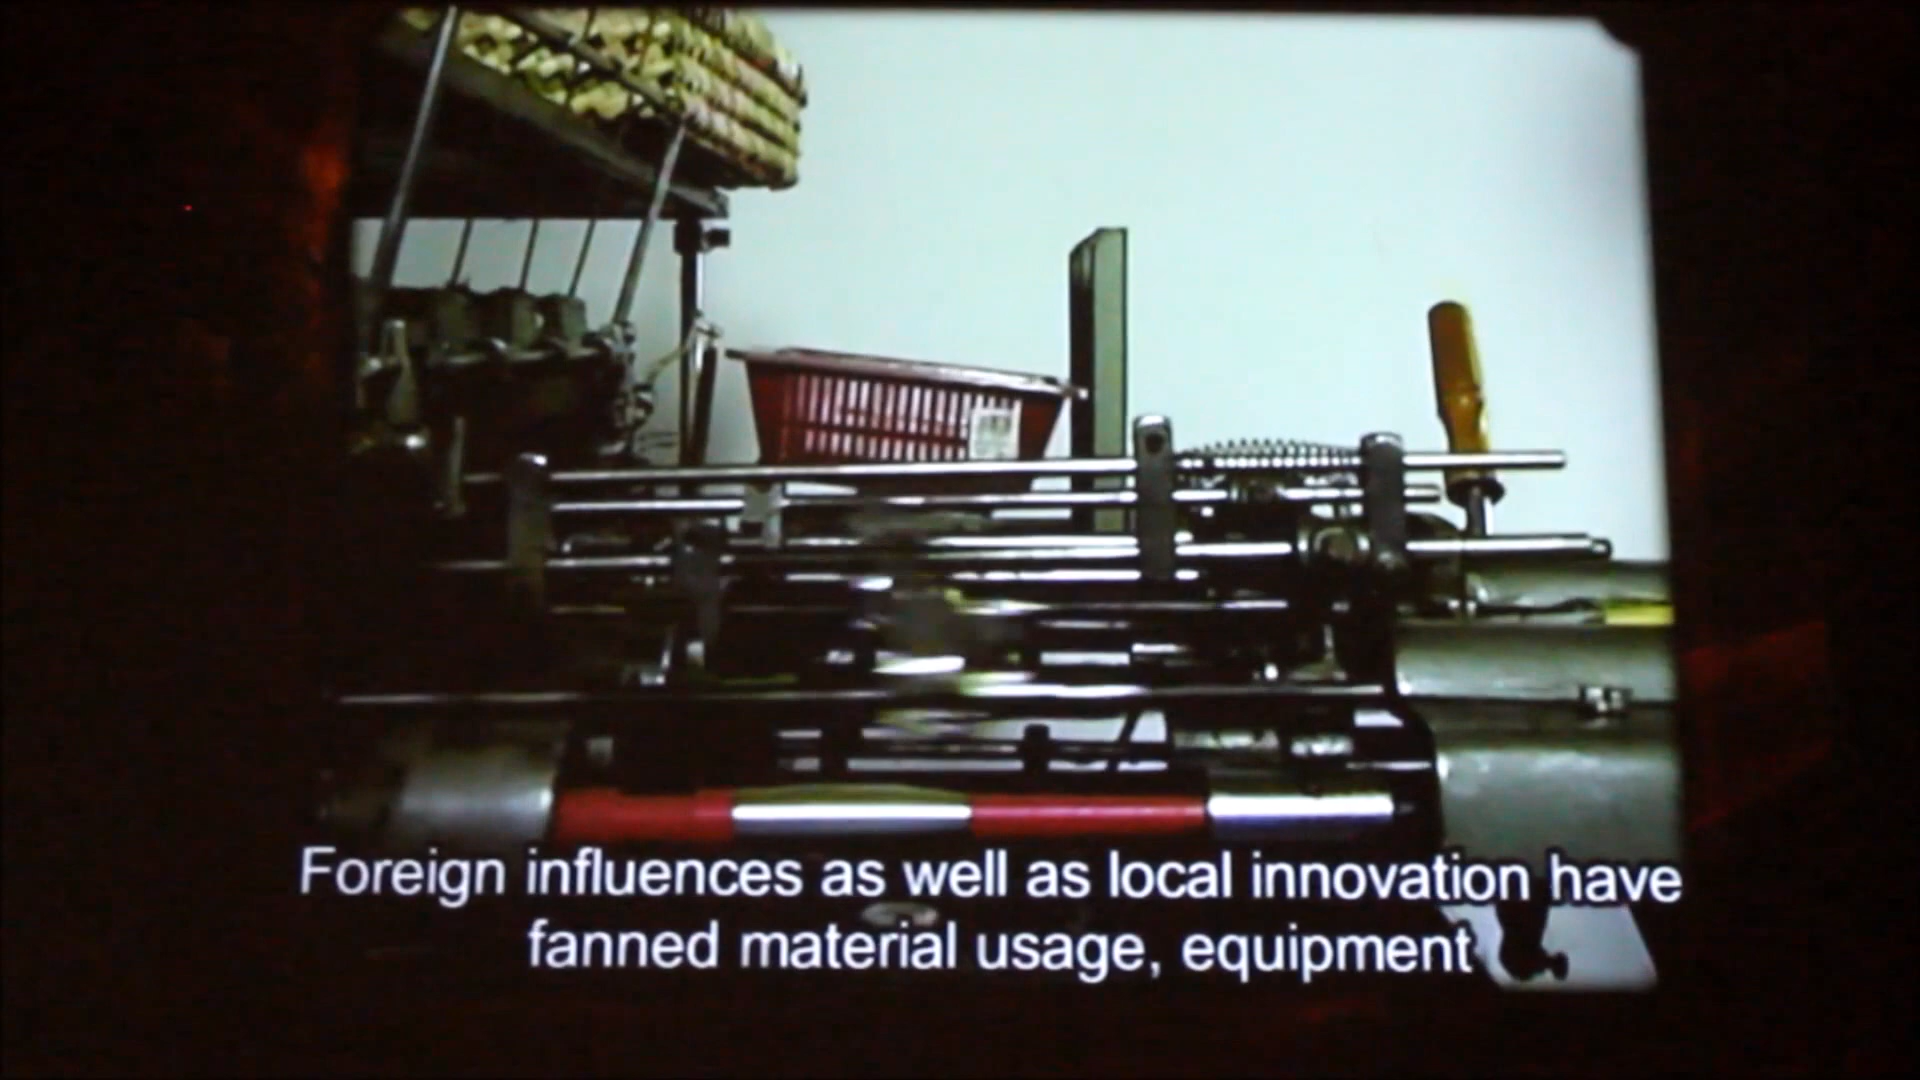 Foreign influences as well as local innovation have
fanned material usage, equipment